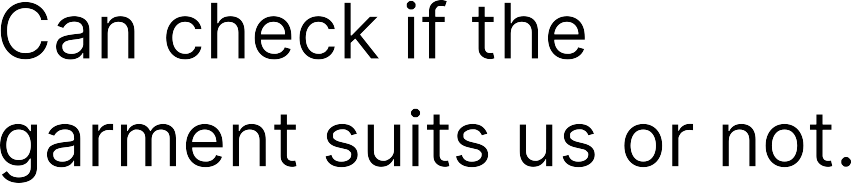 Can check if the
garment suits us or not.